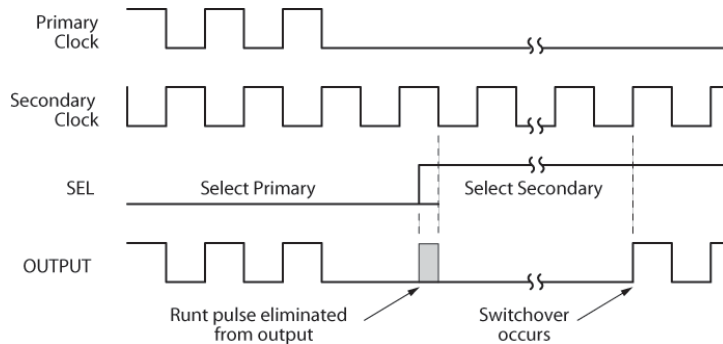 Primary
Clock
Secondary
Clock
SEL
Select Primary
Select Secondary
OUTPUT
Runt pulse eliminated
from output
Switchover
occurs